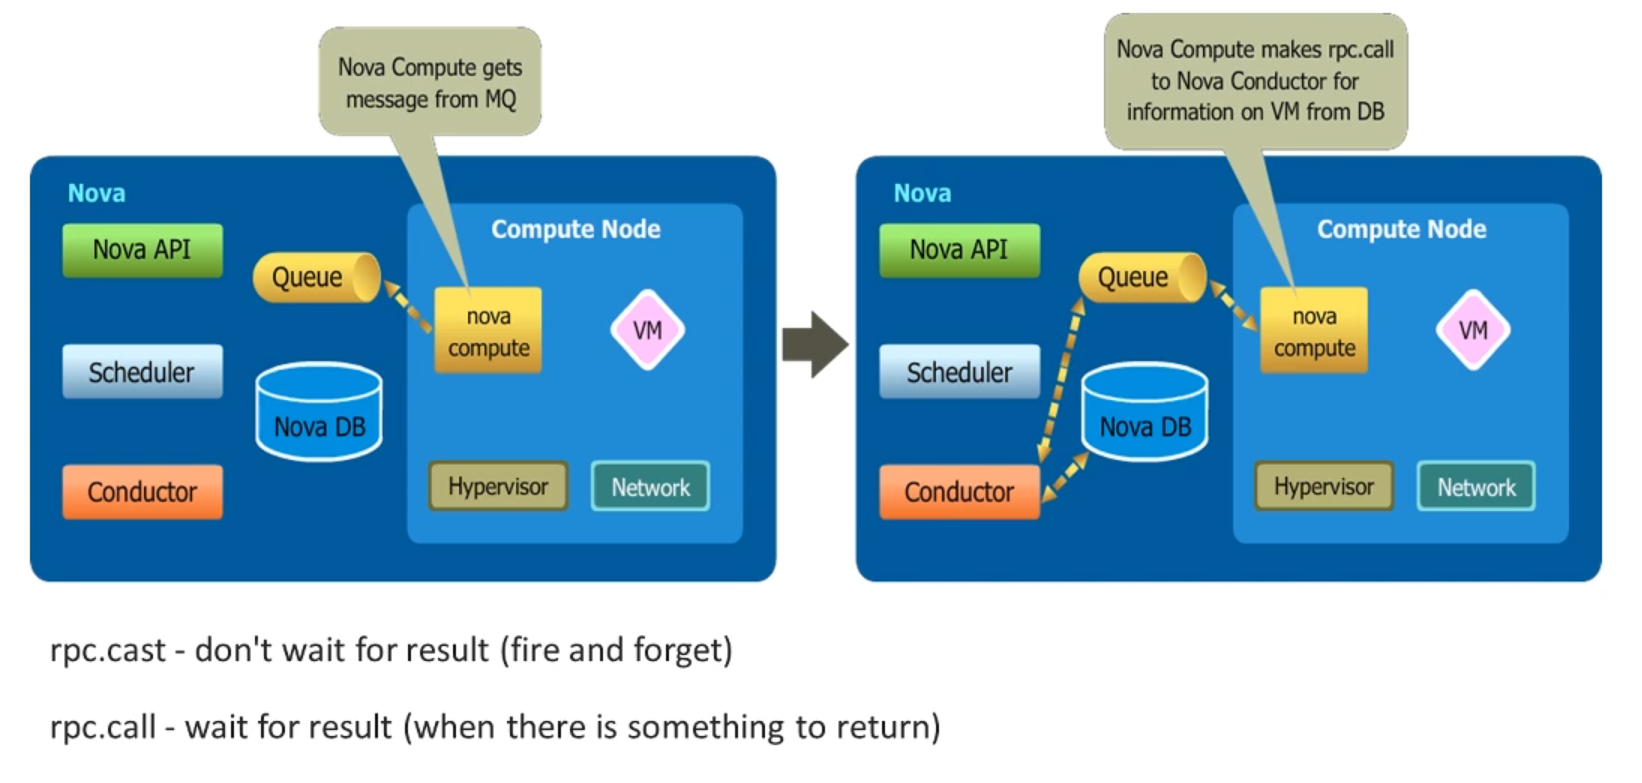 Nova Compute gets
message from MQ
Nova
Nova API
Scheduler
Conductor
Queue
Nova DB
Compute Node
nova
compute
VM
Hypervisor
Network
Nova Compute makes rpc.call
to Nova Conductor for
information on VM from DB
Nova
Nova API
Scheduler
Conductor
Queue
Nova DB
Compute Node
nova
compute
VM
Hypervisor
Network
rpc.cast - don't wait for result (fire and forget)
rpc.call - wait for result (when there is something to return)